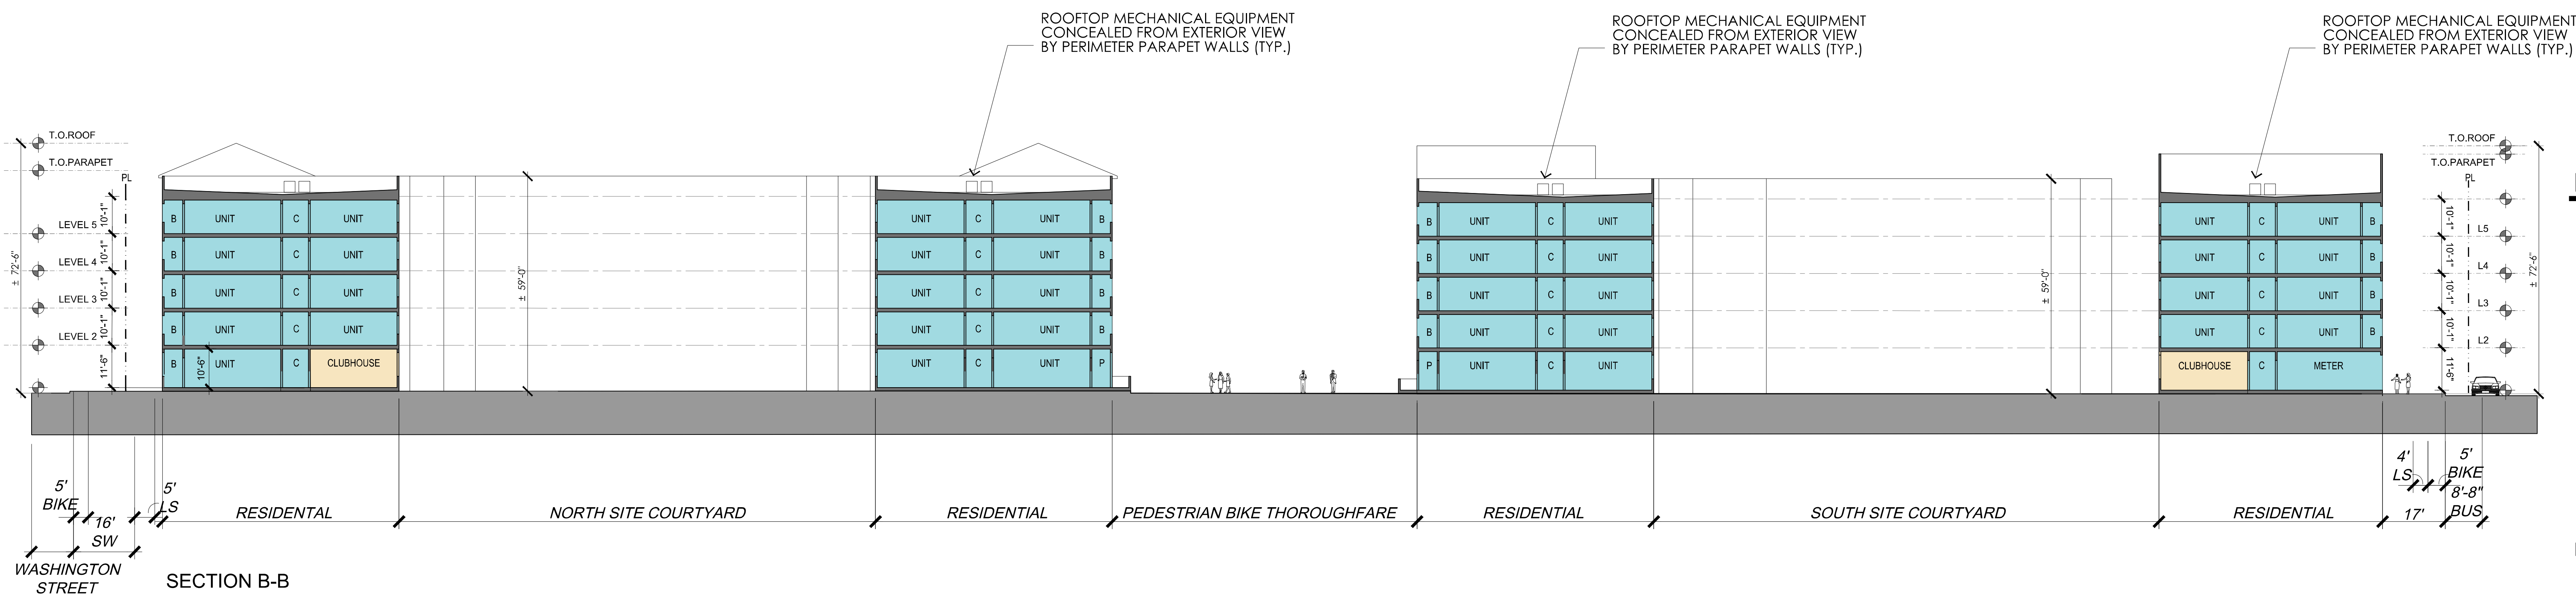 ROOFTOP MECHANICAL EQUIPMENT
CONCEALED FROM EXTERIOR VIEW
BY PERIMETER PARAPET WALLS (TYP.)
ROOFTOP MECHANICAL EQUIPMENT
CONCEALED FROM EXTERIOR VIEW
BY PERIMETER PARAPET WALLS (TYP.)
ROOFTOP MECHANICAL EQUIPMENT
CONCEALED FROM EXTERIOR VIEW
BY PERIMETER PARAPET WALLS (TYP.)
T.O.ROOF
T.O.PARAPET
PL
LEVEL 5
LEVEL 4
LEVEL 3
LEVEL 2
± 72'-6"
10'-1"
10'-1"
10'-1"
10'-1"
11'-6"
B UNIT C UNIT
B UNIT C UNIT
B UNIT C UNIT
B UNIT C UNIT
B UNIT C CLUBHOUSE
10'-6"
± 59'-0"
UNIT C UNIT B
UNIT C UNIT B
UNIT C UNIT B
UNIT C UNIT B
UNIT C UNIT P
B UNIT C UNIT
B UNIT C UNIT
B UNIT C UNIT
B UNIT C UNIT
P UNIT C UNIT
± 59'-0"
UNIT C UNIT B
UNIT C UNIT B
UNIT C UNIT B
UNIT C UNIT B
CLUBHOUSE C METER
T.O.ROOF
T.O.PARAPET
PL
10'-1"
10'-1"
10'-1"
10'-1"
11'-6"
L5
L4
L3
L2
± 72'-6"
5'
BIKE
16'
SW
5'
LS
WASHINGTON
STREET
RESIDENTAL
NORTH SITE COURTYARD
RESIDENTIAL
PEDESTRIAN BIKE THOROUGHFARE
RESIDENTIAL
SOUTH SITE COURTYARD
RESIDENTIAL
4'
LS
17'
5'
BIKE
8'-8"
BUS
SECTION B-B